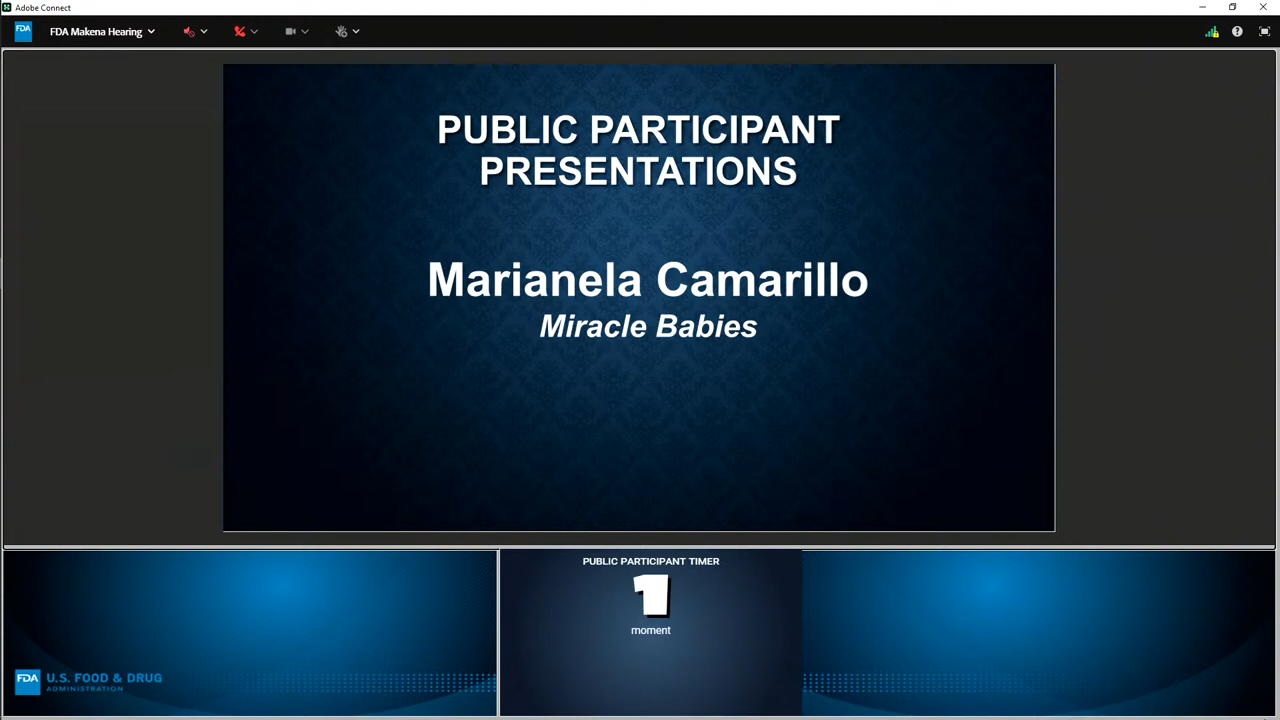 Adobe Connect
FDA
FDA Makena Hearing
PUBLIC PARTICIPANT
PRESENTATIONS
Marianela Camarillo
Miracle Babies
PUBLIC PARTICIPANT TIMER
1
moment
FDA
U.S. FOOD & DRUG
ADMINISTRATION